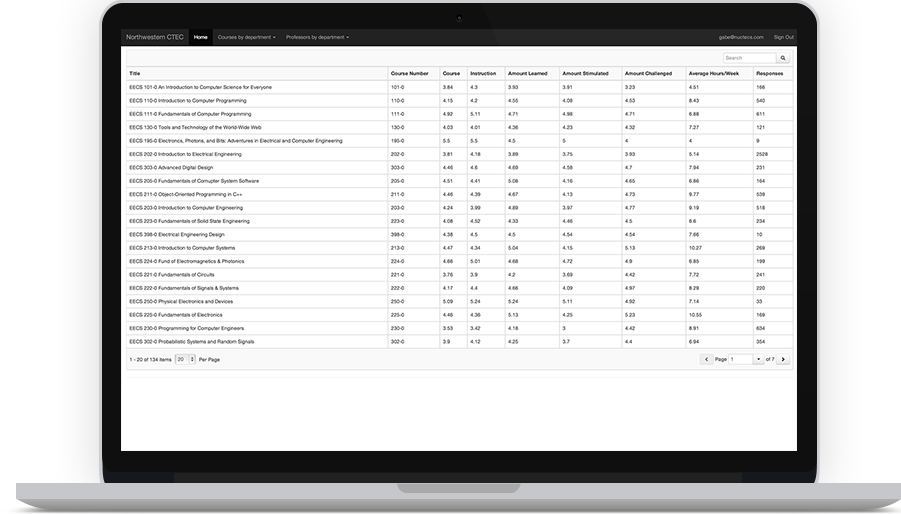 Northwestern CTEC Home Courses by department Professors by department gabe@nuctecs.com Sign Out
Search
Title Course Number Course Instruction Amount Learned Amount Stimulated Amount Challenged Average Hours/Week Responses
EECS 101-0 An Introduction to Computer Science for Everyone 101-0 3.84 4.3 3.93 3.91 3.23 4.51 166
EECS 110-0 Introduction to Computer Programming 110-0 4.15 4.2 4.55 4.08 4.53 8.43 540
EECS 111-0 Fundamentals of Computer Programming 111-0 4.92 5.11 4.71 4.98 4.71 8.88 611
EECS 130-0 Tools and Technology of the World-Wide Web 130-0 4.03 4.01 4.36 4.23 4.32 7.27 121
EECS 195-0 Electronics, Photons, and Bits: Adventures in Electrical and Computer Engineering 195-0 5.5 5.5 4.5 5 4 4 9
EECS 202-0 Introduction to Electrical Engineering 202-0 3.81 4.18 3.89 3.75 3.93 5.14 2528
EECS 303-0 Advanced Digital Design 303-0 4.46 4.6 4.69 4.58 4.7 7.94 231
EECS 205-0 Fundamentals of Comupter System Software 205-0 4.51 4.41 5.08 4.16 4.65 6.86 164
EECS 211-0 Object-Oriented Programming in C++ 211-0 4.46 4.39 4.67 4.13 4.73 9.77 539
EECS 203-0 Introduction to Computer Engineering 203-0 4.24 3.99 4.89 3.97 4.77 9.19 518
EECS 223-0 Fundamentals of Solid State Engineering 223-0 4.08 4.52 4.33 4.46 4.5 6.6 234
EECS 398-0 Electrical Engineering Design 398-0 4.38 4.5 4.5 4.54 4.54 7.66 10
EECS 213-0 Introduction to Computer Systems 213-0 4.47 4.34 5.04 4.15 5.13 10.27 269
EECS 224-0 Fund of Electromagnetics & Photonics 224-0 4.66 5.01 4.68 4.72 4.9 6.85 199
EECS 221-0 Fundamentals of Circuits 221-0 3.76 3.9 4.2 3.69 4.42 7.72 241
EECS 222-0 Fundamentals of Signals & Systems 222-0 4.17 4.4 4.66 4.09 4.97 8.29 220
EECS 250-0 Physical Electronics and Devices 250-0 5.09 5.24 5.24 5.11 4.92 7.14 33
EECS 225-0 Fundamentals of Electronics 225-0 4.46 4.36 5.13 4.25 5.23 10.55 169
EECS 230-0 Programming for Computer Engineers 230-0 3.53 3.42 4.18 3 4.42 8.91 634
EECS 302-0 Probabilistic Systems and Random Signals 302-0 3.9 4.12 4.25 3.7 4.4 6.94 354
1 - 20 of 134 items 20 Per Page Page 1 of 7